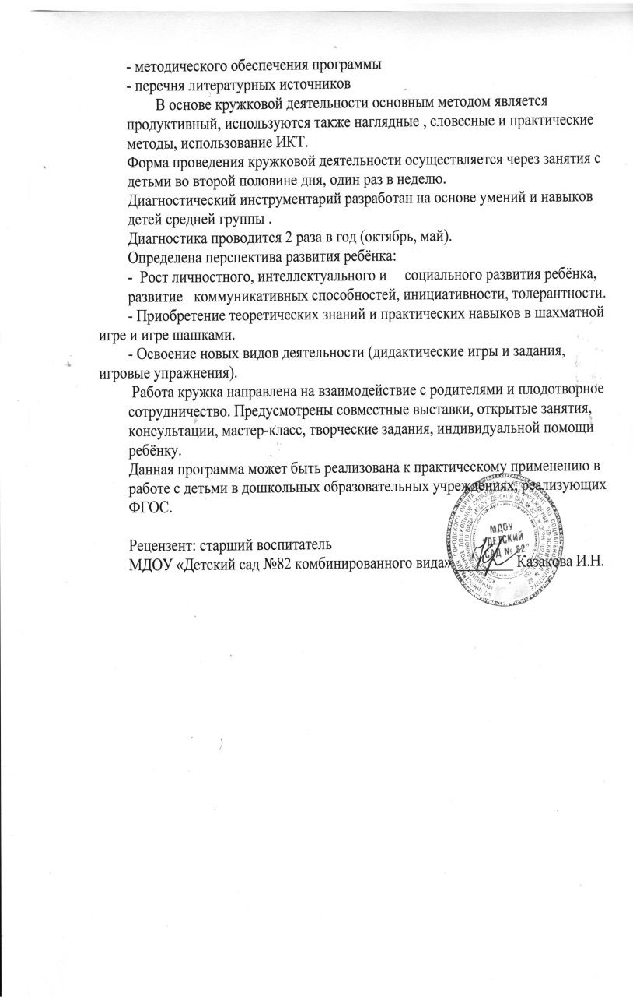 - методического обеспечения программы
- перечня литературных источников
В основе кружковой деятельности основным методом является
продуктивный, используются также наглядные , словесные и практические
методы, использование ИКТ.
Форма проведения кружковой деятельности осуществляется через занятия с
детьми во второй половине дня, один раз в неделю.
Диагностический инструментарий разработан на основе умений и навыков
детей средней группы .
Диагностика проводится 2 раза в год (октябрь, май).
Определена перспектива развития ребёнка:
- Рост личностного, интеллектуального и социального развития ребёнка,
развитие коммуникативных способностей, инициативности, толерантности.
- Приобретение теоретических знаний и практических навыков в шахматной
игре и игре шашками.
- Освоение новых видов деятельности (дидактические игры и задания,
игровые упражнения).
Работа кружка направлена на взаимодействие с родителями и плодотворное
сотрудничество. Предусмотрены совместные выставки, открытые занятия,
консультации, мастер-класс, творческие задания, индивидуальной помощи
ребёнку.
Данная программа может быть реализована к практическому применению в
работе с детьми в дошкольных образовательных учреждениях, реализующих
ФГОС.
Рецензент: старший воспитатель
МДОУ «Детский сад №82 комбинированного вида» Казакова И.Н.
МДОУ
"ДЕТСКИЙ
САД № 82"